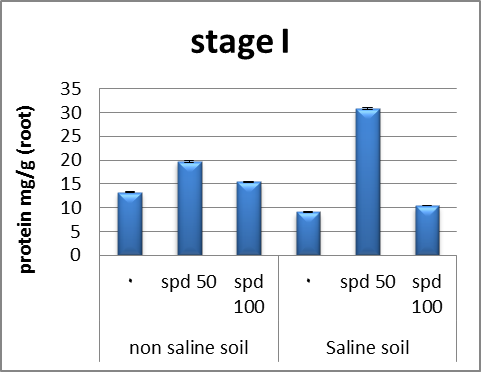 stage I
protein mg/g (root)
35
30
25
20
15
10
5
0
spd 50 spd spd 50 spd
100 100
non saline soil Saline soil